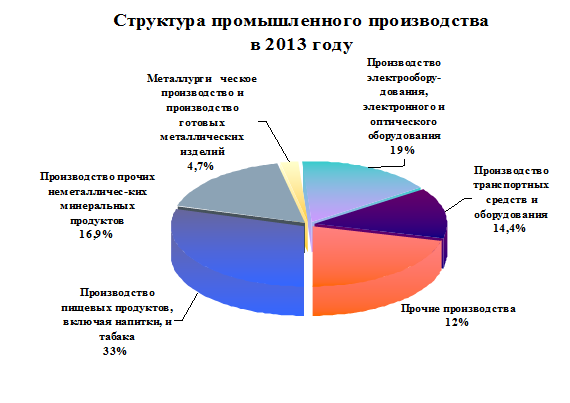 Структура промышленного производства
в 2013 году
Производство
электрообору-
дования,
электронного и
оптического
оборудования
19%
Металлурги ческое
производство и
производство
готовых
металлических
изделий
4,7%
Производство прочих
неметалличес-ких
минеральных
продуктов
16,9%
Производство
транспортных
средств и
оборудования
14,4%
Производство
пищевых продуктов,
включая напитки, и
табака
33%
Прочие производства
12%